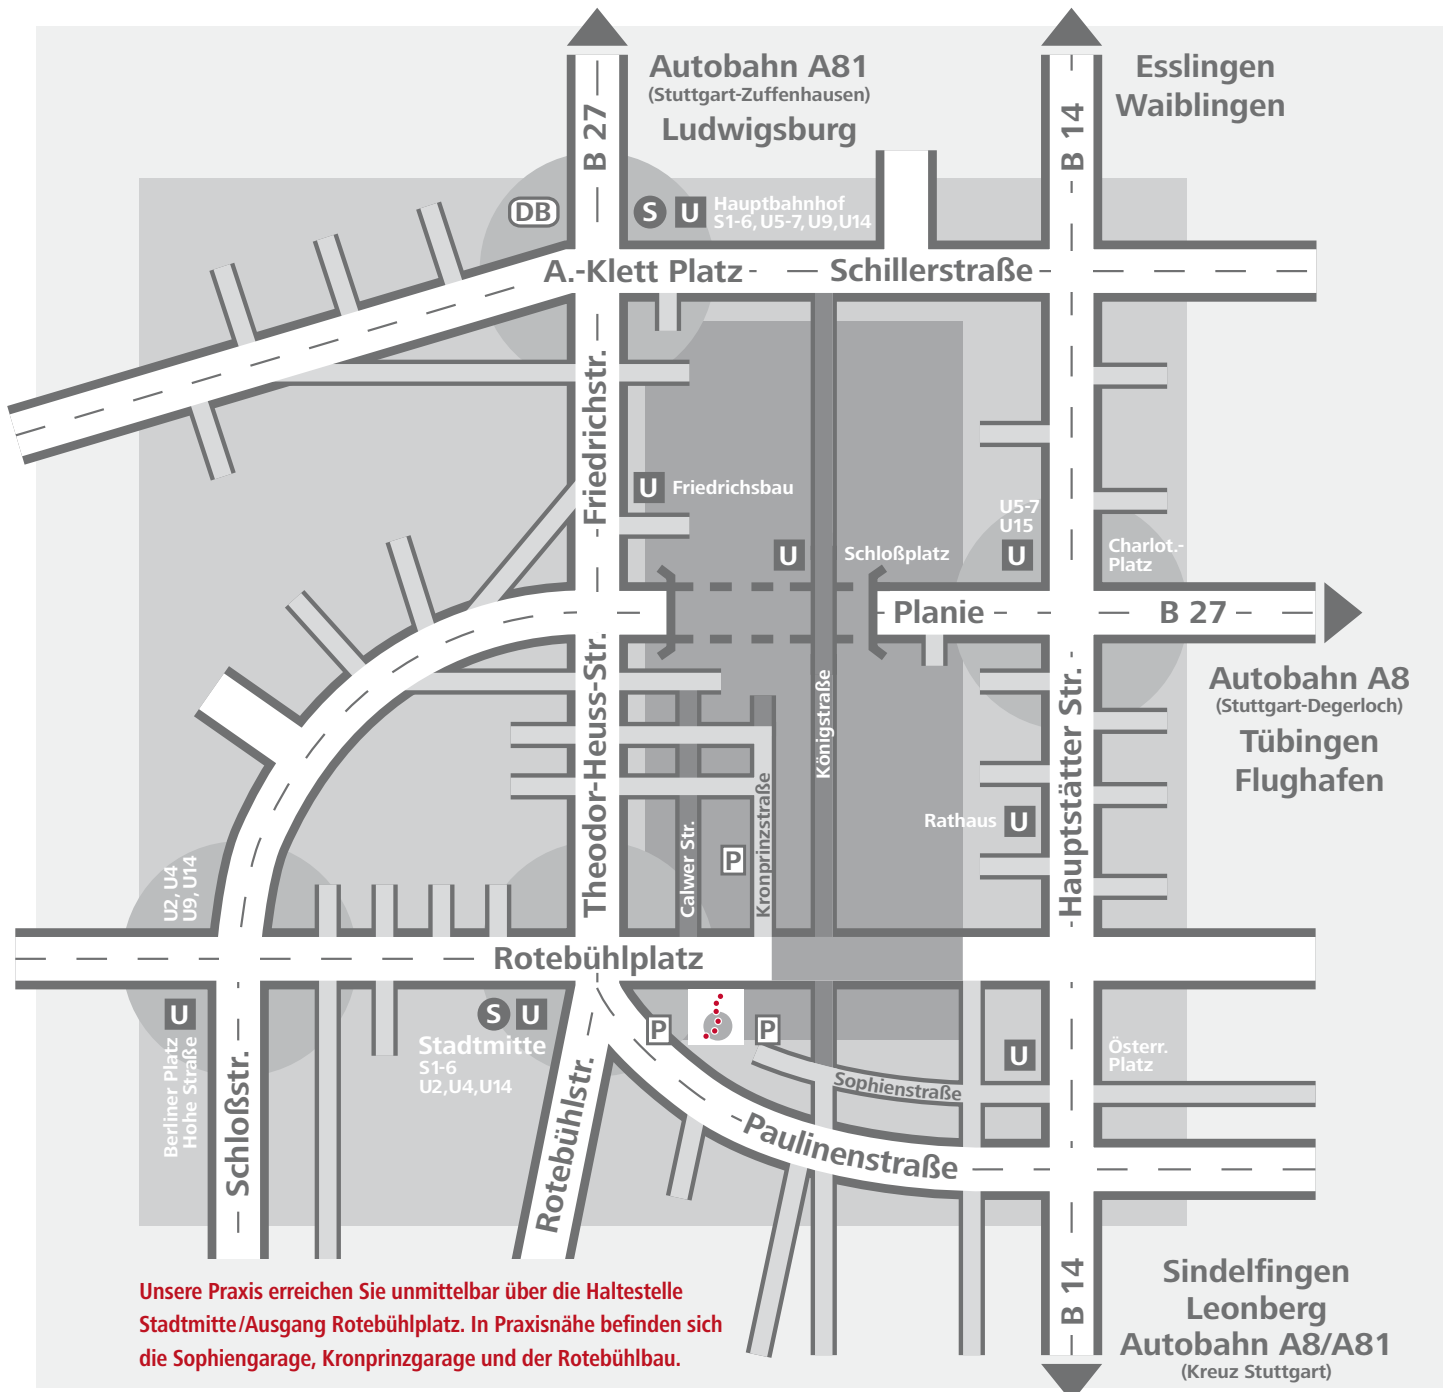 Autobahn A81
(Stuttgart-Zuffenhausen)
Ludwigsburg
Esslingen
Waiblingen
B 27
B 14
DB
S
U
Hauptbahnhof
S1-6, U5-7, U9, U14
A.-Klett Platz
Schillerstraße
Friedrichstr.
U
Friedrichsbau
U5-7
U15
U
Schloßplatz
U
Charlot.-
Platz
Planie
B 27
Autobahn A8
(Stuttgart-Degerloch)
Tübingen
Flughafen
Theodor-Heuss-Str.
Königstraße
Hauptstätter Str.
Kronprinzstraße
Calwer Str.
P
Rathaus
U
U2, U4
U9, U14
Rotebühlplatz
U
Berliner Platz
Hohe Straße
S
U
Stadtmitte
S1-6
U2,U4,U14
P
P
U
Österr.
Platz
Schloßstr.
Rotebühlstr.
Sophienstraße
Paulinenstraße
B 14
Sindelfingen
Leonberg
Autobahn A8/A81
(Kreuz Stuttgart)
Unsere Praxis erreichen Sie unmittelbar über die Haltestelle
Stadtmitte/Ausgang Rotebühlplatz. In Praxisnähe befinden sich
die Sophiengarage, Kronprinzgarage und der Rotebühlbau.